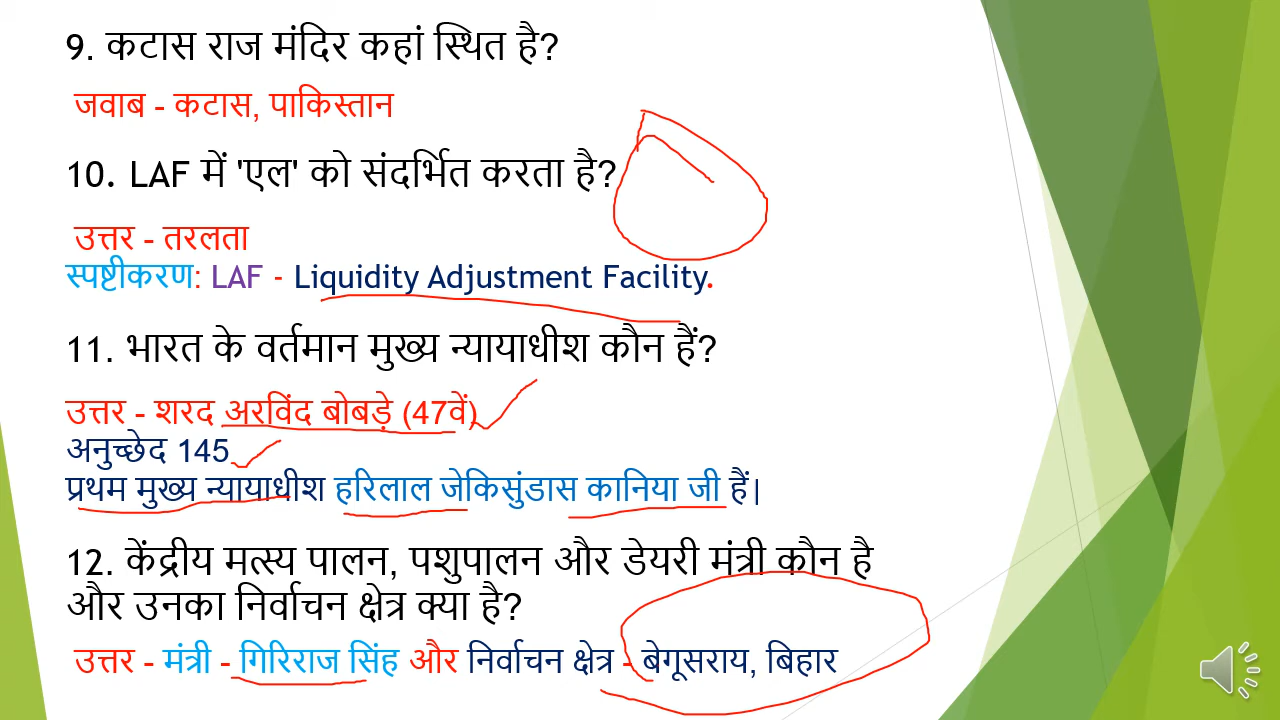 9. कटास राज मंदिर कहां स्थित है?
जवाब - कटास, पाकिस्तान
10. LAF में 'एल' को संदर्भित करता है?
उत्तर - तरलता
स्पष्टीकरण: LAF - Liquidity Adjustment Facility.
11. भारत के वर्तमान मुख्य न्यायाधीश कौन हैं?
उत्तर - शरद अरविंद बोबड़े (47वें)
अनुच्छेद 145
प्रथम मुख्य न्यायाधीश हरिलाल जेकिसुंडास कानिया जी हैं|
12. केंद्रीय मत्स्य पालन, पशुपालन और डेयरी मंत्री कौन है
और उनका निर्वाचन क्षेत्र क्या है?
उत्तर - मंत्री - गिरिराज सिंह और निर्वाचन क्षेत्र - बेगूसराय, बिहार